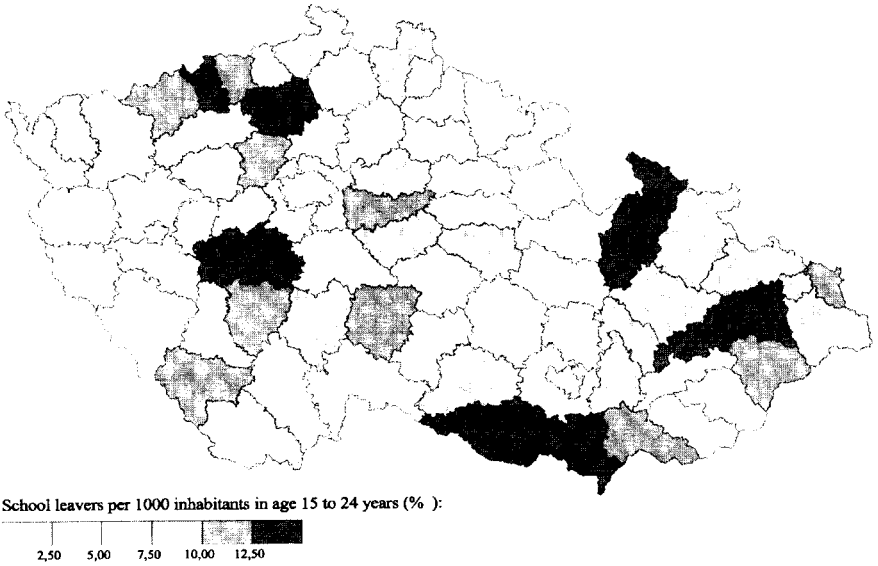 School leavers per 1000 inhabitants in age 15 to 24 years (% ):
2,50 5,00 7,50 10,00 12,50